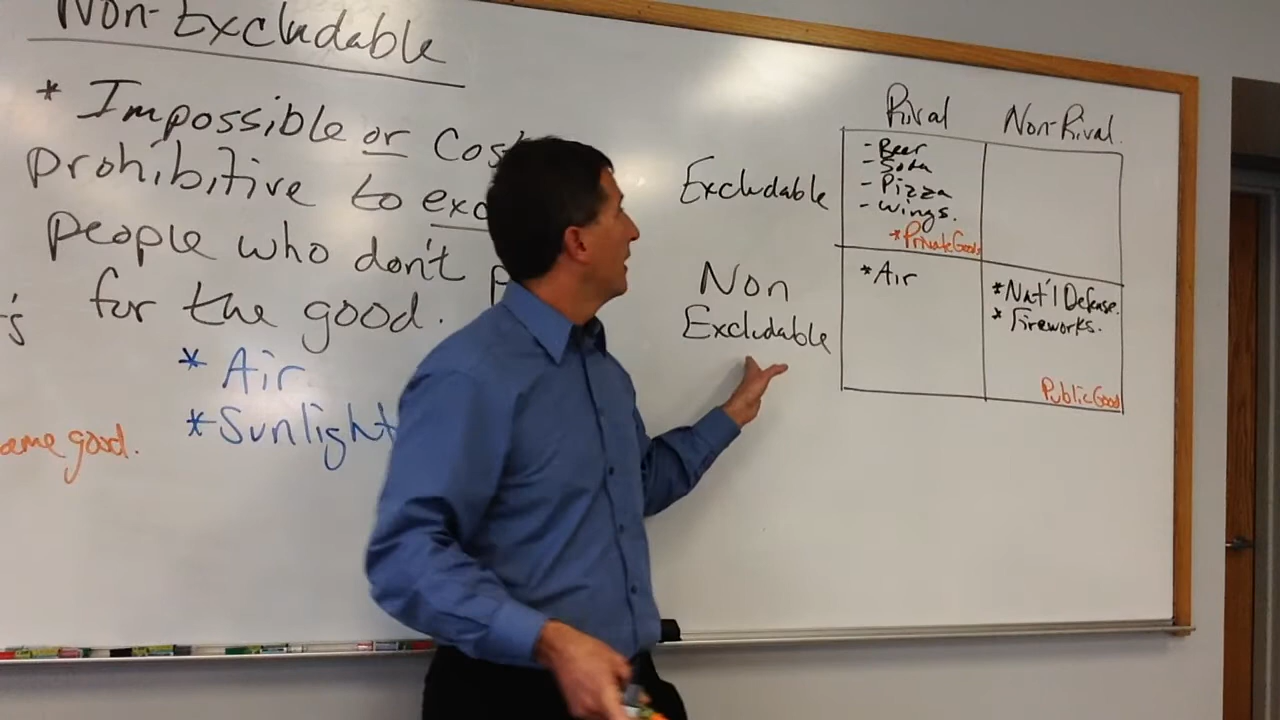 Non-Excludable
* Impossible or Cos
prohibitive to exc
people who don't p
for the good.
* Air
* Sunlight
ame good.
Rival Non-Rival.
Excludable
- Beer
- Soda
- Pizza
- Wings.
* Private Goods
Non
Excludable
* Air
* Nat'l Defense.
* Fireworks.
Public Good